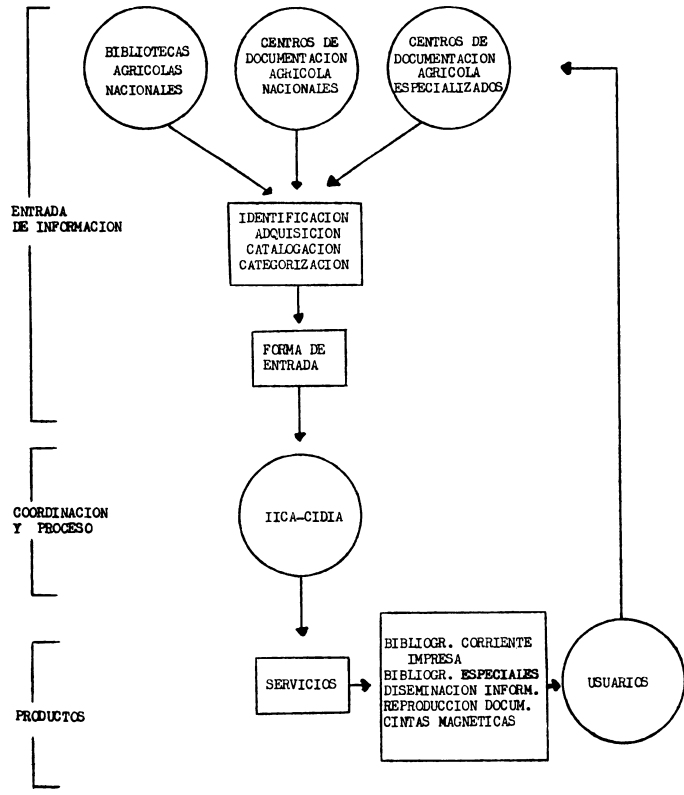 BIBLIOTECAS
AGRICOLAS
NACIONALES
CENTROS DE
DOCUMENTACION
AGRICOLA
NACIONALES
CENTROS DE
DOCUMENTACION
AGRICOLA
ESPECIALIZADOS
ENTRADA
DE INFORMACION
IDENTIFICACION
ADQUISICION
CATALOGACION
CATEGORIZACION
FORMA DE
ENTRADA
COORDINACION
Y PROCESO
IICA-CIDIA
PRODUCTOS
SERVICIOS
BIBLIOGR. CORRIENTE
IMPRESA
BIBLIOGR. ESPECIALES
DISEMINACION INFORM.
REPRODUCCION DOCUM.
CINTAS MAGNETICAS
USUARIOS